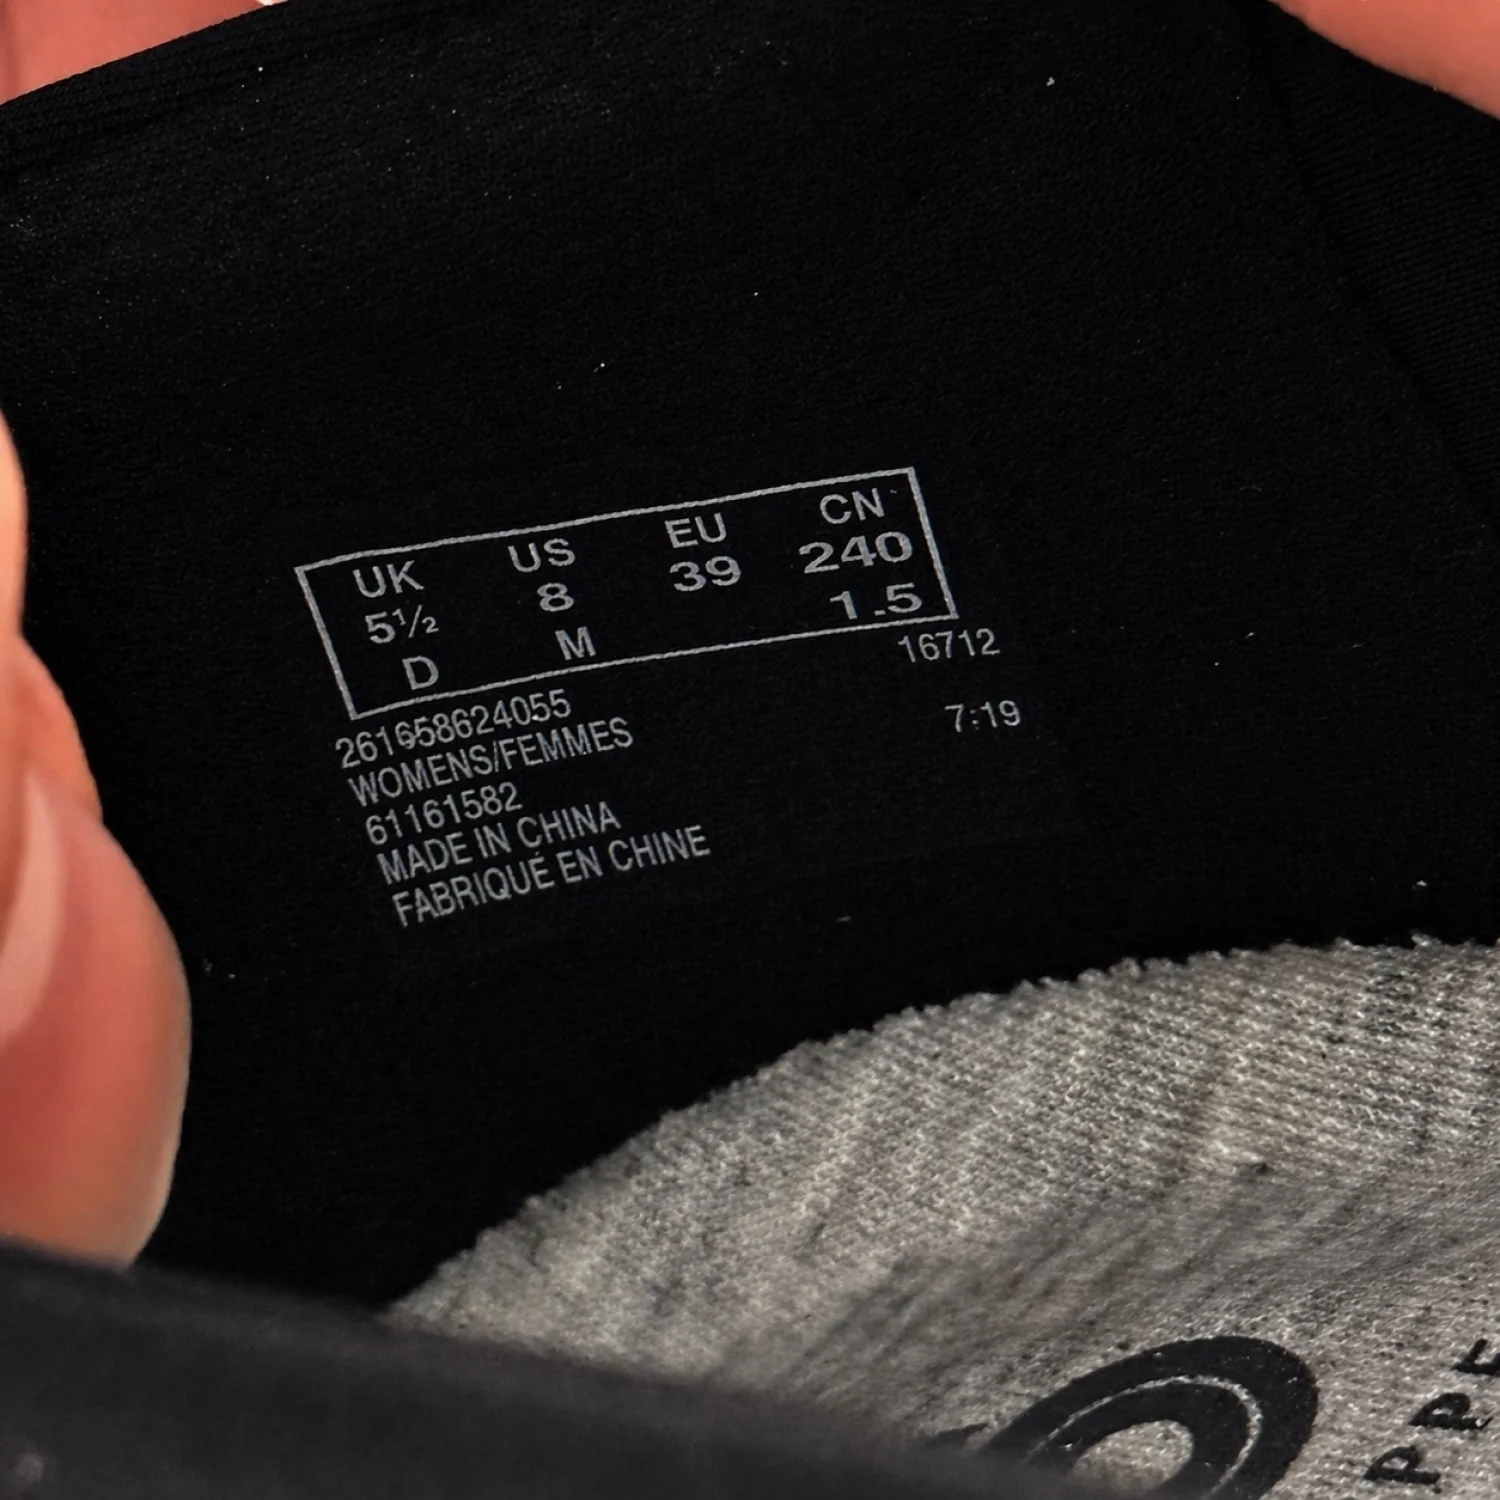 UK US EU CN
5½ 8 39 240
D M 1.5
261658624055 16712
WOMENS/FEMMES 7:19
61161582
MADE IN CHINA
FABRIQUÉ EN CHINE